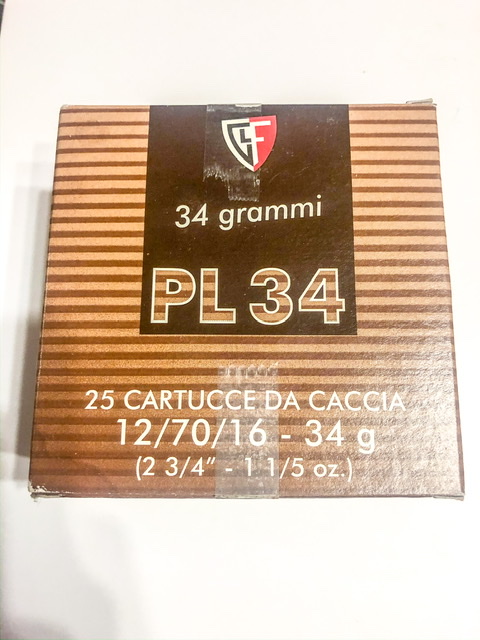 34 grammi
PL 34
25 CARTUCCE DA CACCIA
12/70/16 - 34 g
(2 3/4” - 1 1/5 oz.)